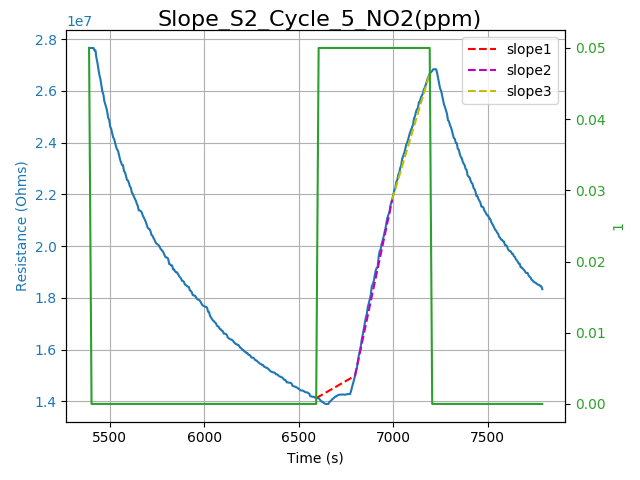 Slope_S2_Cycle_5_NO2(ppm)
1e7
slope1
slope2
slope3
2.8
2.6
2.4
2.2
2.0
1.8
1.6
1.4
Resistance (Ohms)
0.05
0.04
0.03
0.02
0.01
0.00
1
5500 6000 6500 7000 7500
Time (s)